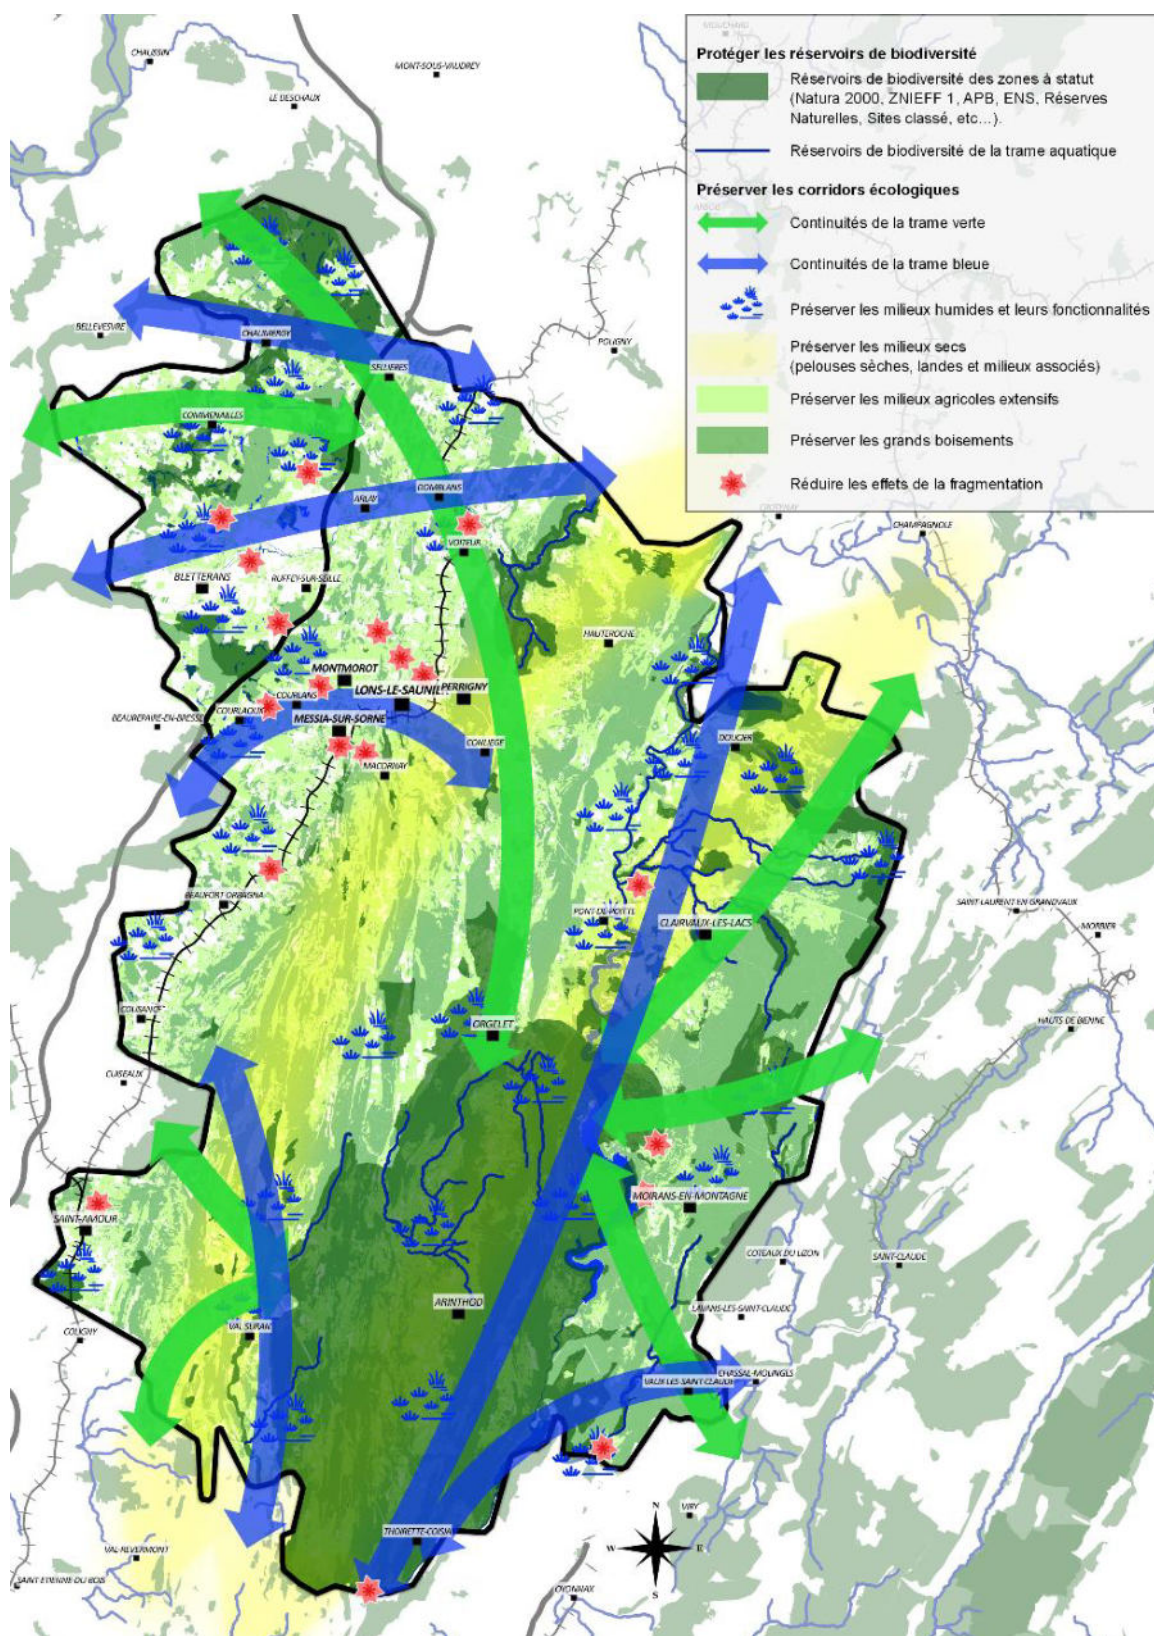 MOUCHARD
CHAUSSIN
MONT-SOUS-VAUDREY
LE DESCHAUX
Protéger les réservoirs de biodiversité
Réservoirs de biodiversité des zones à statut
(Natura 2000, ZNIEFF 1, APB, ENS, Réserves
Naturelles, Sites classé, etc...).
Réservoirs de biodiversité de la trame aquatique
Préserver les corridors écologiques
Continuités de la trame verte
Continuités de la trame bleue
Préserver les milieux humides et leurs fonctionnalités
Préserver les milieux secs
(pelouses sèches, landes et milieux associés)
Préserver les milieux agricoles extensifs
Préserver les grands boisements
Réduire les effets de la fragmentation
BELLEVESVRE
CHAUMERGY
POLIGNY
SELLIERES
COMMENAILLES
DOMBLANS
ARLAY
CHAMPAGNOLE
VOITEUR
BLETTERANS
RUFFEY-SUR-SEILLE
HAUTEROCHE
MONTMOROT
PERRIGNY
LONS-LE-SAUNI
COURLANS
COURLAOUX
BEAUREPAIRE-EN-BRESSE
MESSIA-SUR-SORNE
CONLIEGE
DOUCIER
MACORNAY
BEAUFORT ORBAGNA
SAINT LAURENT EN GRANDVAUX
PONT-DE-POITTE
CLAIRVAUX-LES-LACS
MORBIER
COUSANCE
ORGELET
HAUTS DE BIENNE
CUISEAUX
MOIRANS-EN-MONTAGNE
SAINT-AMOUR
COTEAUX DU LIZON
SAINT-CLAUDE
ARINTHOD
LAVANS-LES-SAINT-CLAUDE
VAL SURAN
COLIGNY
CHASSAL-MOLINGES
VAUX-LES-SAINT-CLAUDE
N
VIRY
THOIRETTE-COISIA
W
E
VAL-REVERMONT
SAINT ETIENNE DU BOIS
OYONNAX
S